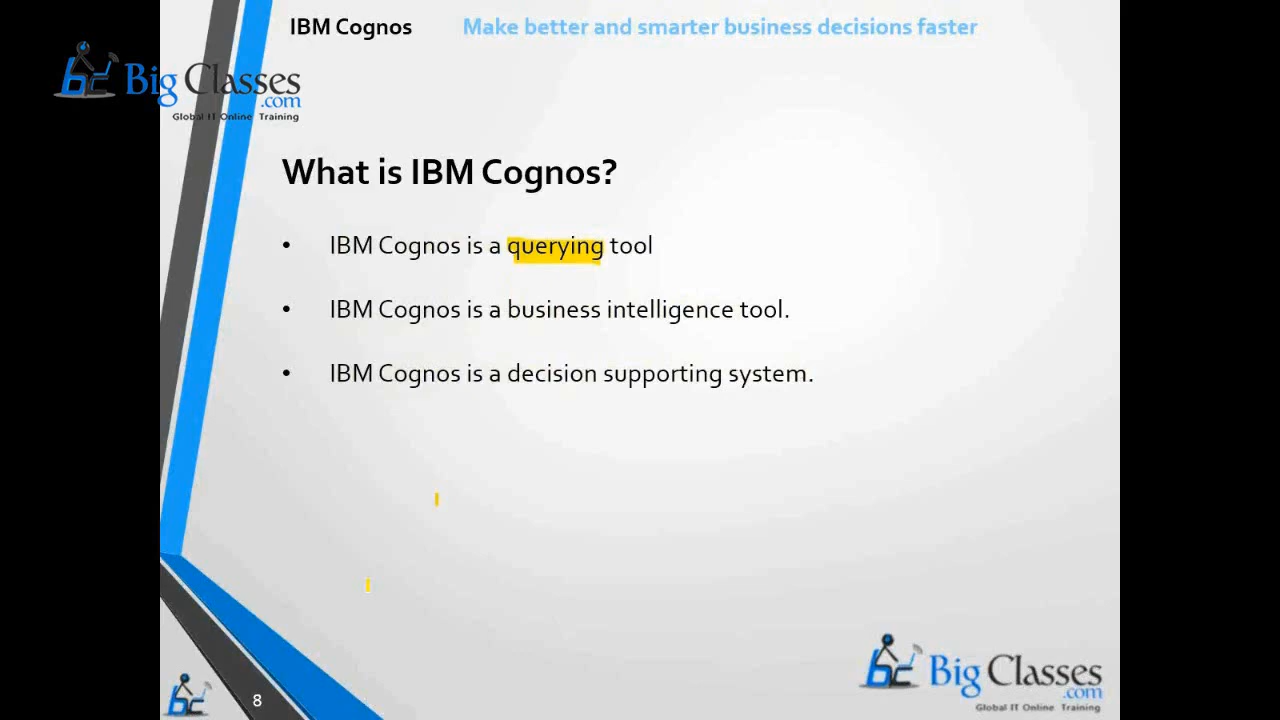 IBM Cognos Make better and smarter business decisions faster
Big Classes
.com
Global IT Online Training
What is IBM Cognos?
• IBM Cognos is a querying tool
• IBM Cognos is a business intelligence tool.
• IBM Cognos is a decision supporting system.
Big Classes
.com
Global IT Online Training
8